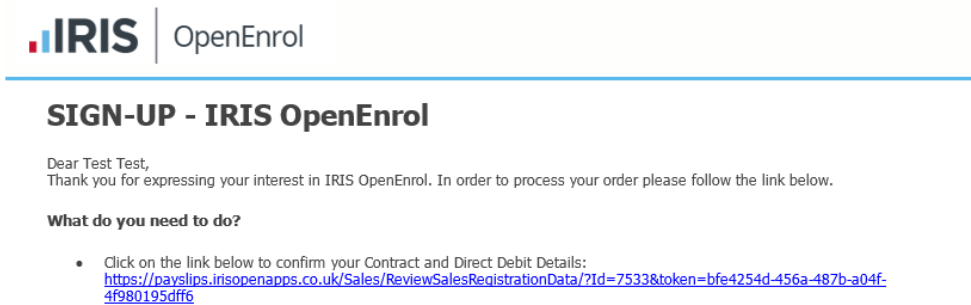 IRIS OpenEnrol
SIGN-UP - IRIS OpenEnrol
Dear Test Test,
Thank you for expressing your interest in IRIS OpenEnrol. In order to process your order please follow the link below.
What do you need to do?
• Click on the link below to confirm your Contract and Direct Debit Details:
https://payslips.irisopenapps.co.uk/Sales/ReviewSalesRegistrationData/?Id=7533&token=bfe4254d-456a-487b-a04f-
4f980195dff6